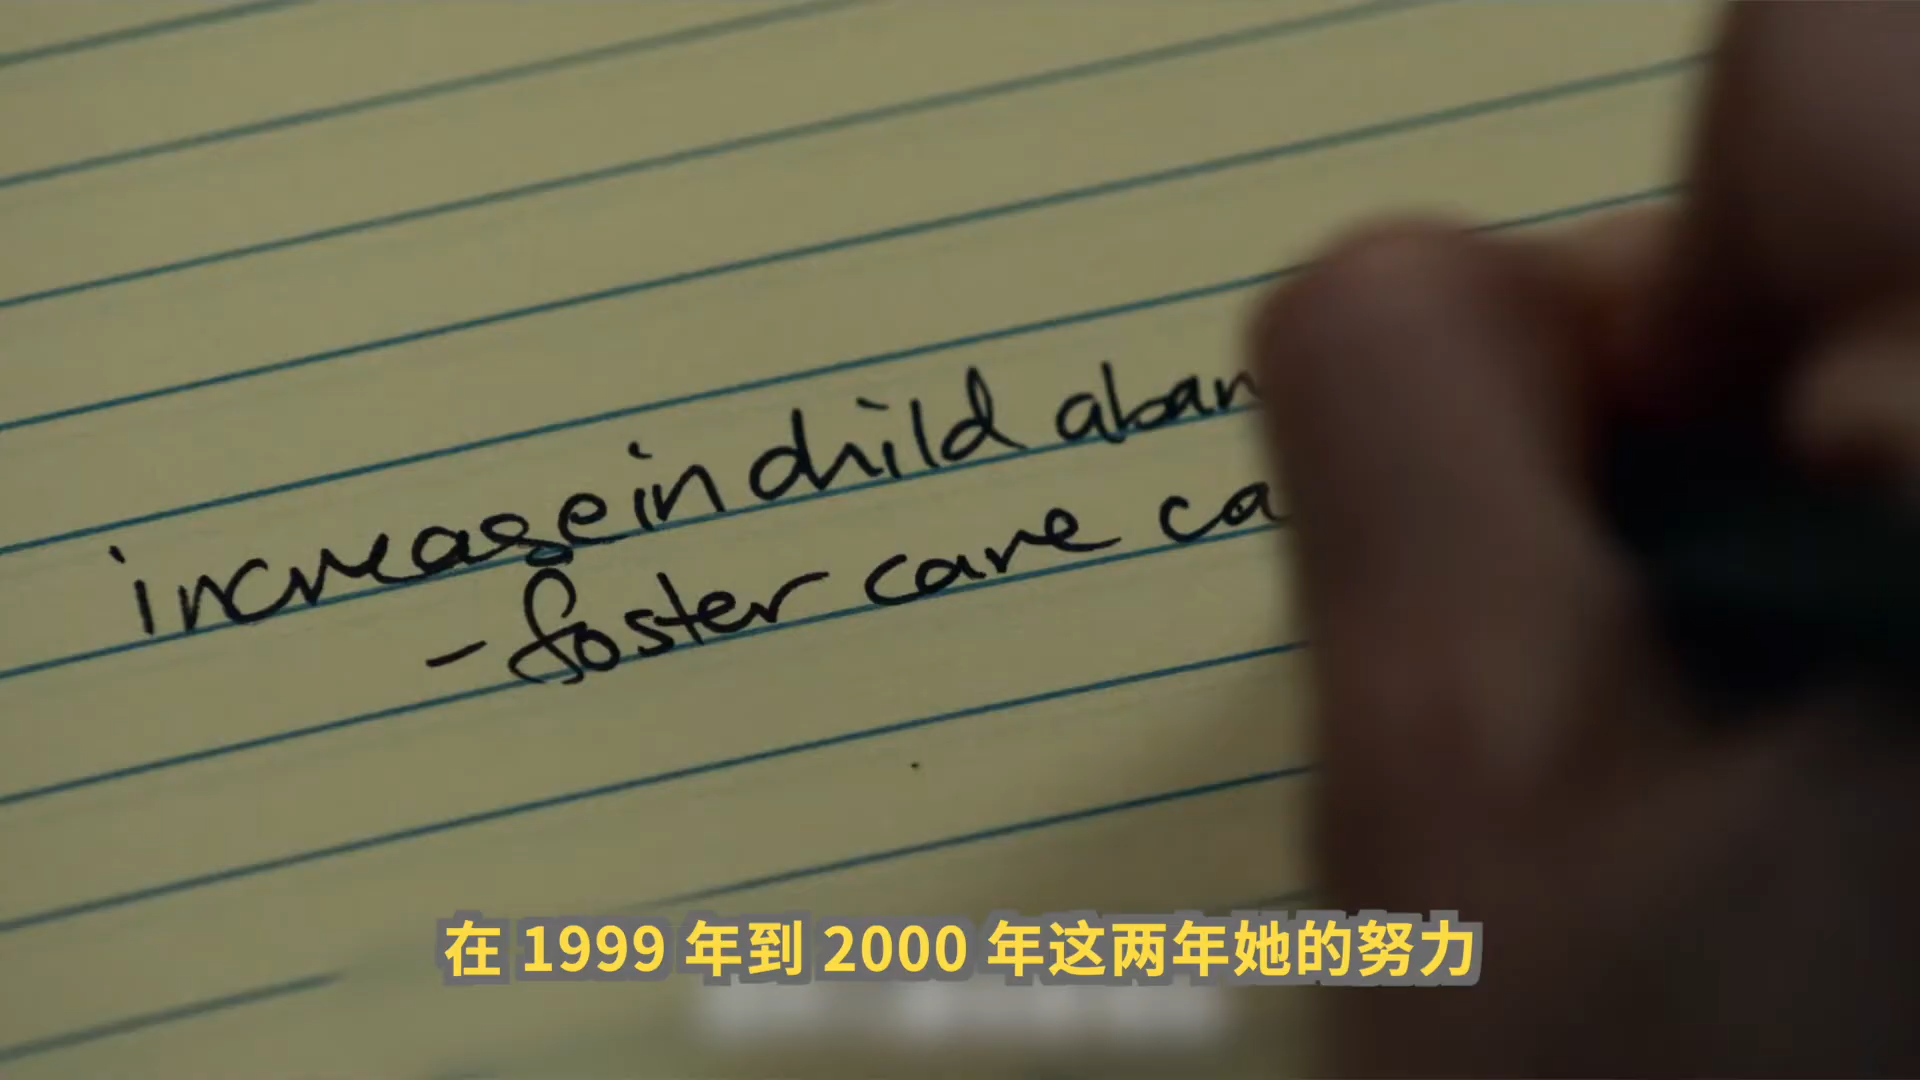 increase in child aban
- foster care ca
在 1999 年到 2000 年这两年她的努力